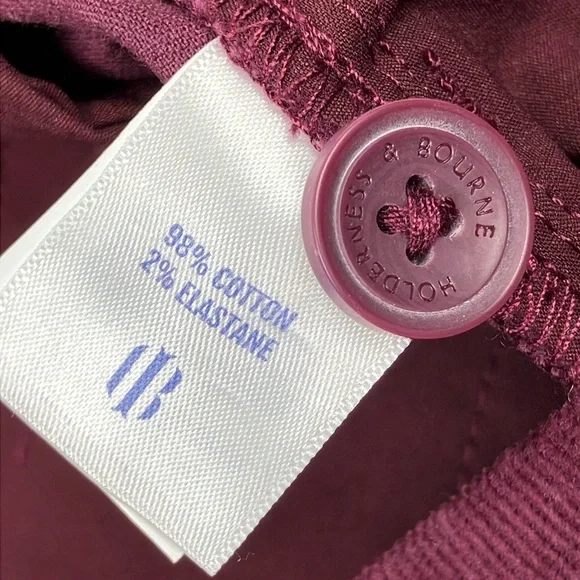 98% COTTON
2% ELASTANE
HOLDERNESS & BOURNE